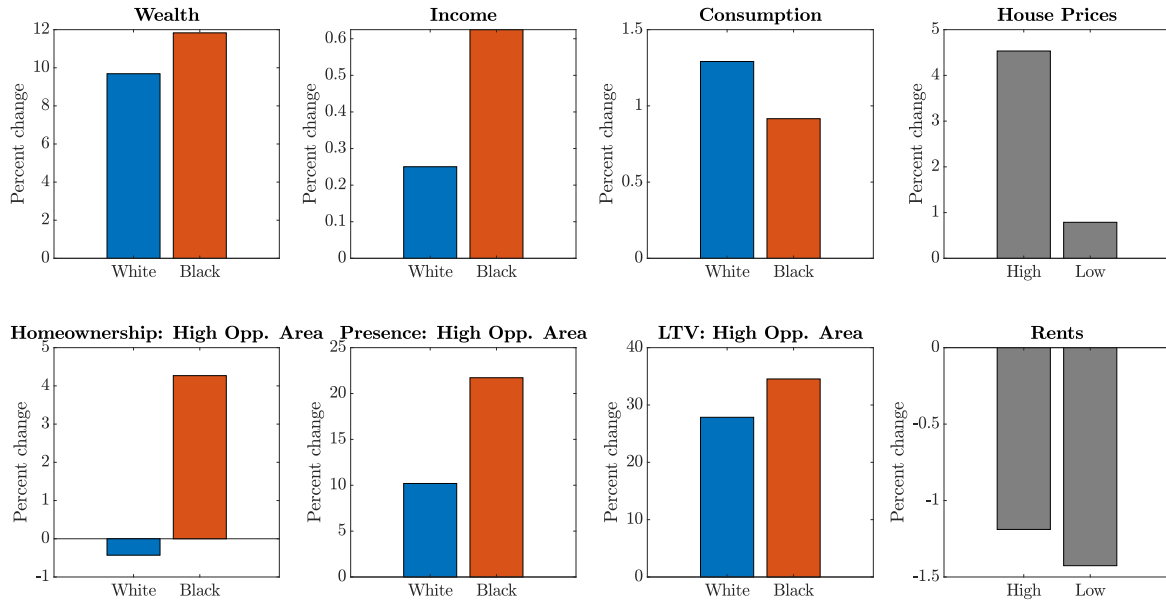 Wealth
Percent change
12
10
8
6
4
2
0
White Black
Income
Percent change
0.6
0.5
0.4
0.3
0.2
0.1
0
White Black
Consumption
Percent change
1.5
1
0.5
0
White Black
House Prices
Percent change
5
4
3
2
1
0
High Low
Homeownership: High Opp. Area
Percent change
5
4
3
2
1
0
-1
White Black
Presence: High Opp. Area
Percent change
25
20
15
10
5
0
White Black
LTV: High Opp. Area
Percent change
40
30
20
10
0
White Black
Rents
Percent change
0
-0.5
-1
-1.5
High Low